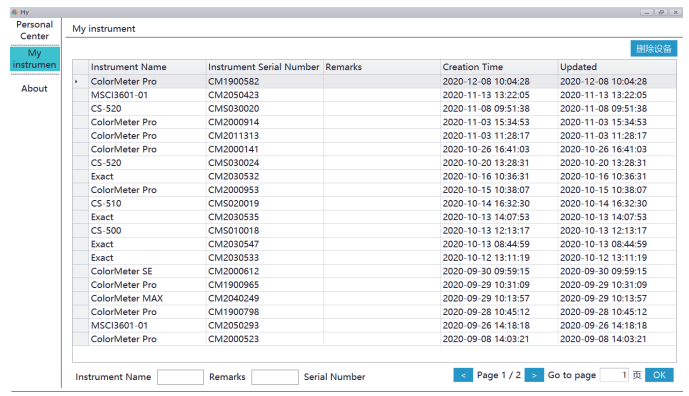 My
Personal Center
My instrumen
About
My instrument
删除设备
Instrument Name Instrument Serial Number Remarks Creation Time Updated
ColorMeter Pro CM1900582 2020-12-08 10:04:28 2020-12-08 10:04:28
MSCI3601-01 CM2050423 2020-11-13 13:22:05 2020-11-13 13:22:05
CS-520 CMS030020 2020-11-08 09:51:38 2020-11-08 09:51:38
ColorMeter Pro CM2000914 2020-11-03 15:34:53 2020-11-03 15:34:53
ColorMeter Pro CM2011313 2020-11-03 11:28:17 2020-11-03 11:28:17
ColorMeter Pro CM2000141 2020-10-26 16:41:03 2020-10-26 16:41:03
CS-520 CMS030024 2020-10-20 13:28:31 2020-10-20 13:28:31
Exact CM2030532 2020-10-16 10:36:31 2020-10-16 10:36:31
ColorMeter Pro CM2000953 2020-10-15 10:38:07 2020-10-15 10:38:07
CS-510 CMS020019 2020-10-14 16:32:30 2020-10-14 16:32:30
Exact CM2030535 2020-10-13 14:07:53 2020-10-13 14:07:53
CS-500 CMS010018 2020-10-13 12:13:17 2020-10-13 12:13:17
Exact CM2030547 2020-10-13 08:44:59 2020-10-13 08:44:59
Exact CM2030533 2020-10-12 13:11:19 2020-10-12 13:11:19
ColorMeter SE CM2000612 2020-09-30 09:59:15 2020-09-30 09:59:15
ColorMeter Pro CM1900965 2020-09-29 10:31:09 2020-09-29 10:31:09
ColorMeter MAX CM2040249 2020-09-29 10:13:57 2020-09-29 10:13:57
ColorMeter Pro CM1900798 2020-09-28 10:45:12 2020-09-28 10:45:12
MSCI3601-01 CM2050293 2020-09-26 14:18:18 2020-09-26 14:18:18
ColorMeter Pro CM2000523 2020-09-08 14:03:21 2020-09-08 14:03:21
Instrument Name Remarks Serial Number < Page 1 / 2 > Go to page 1 页 OK